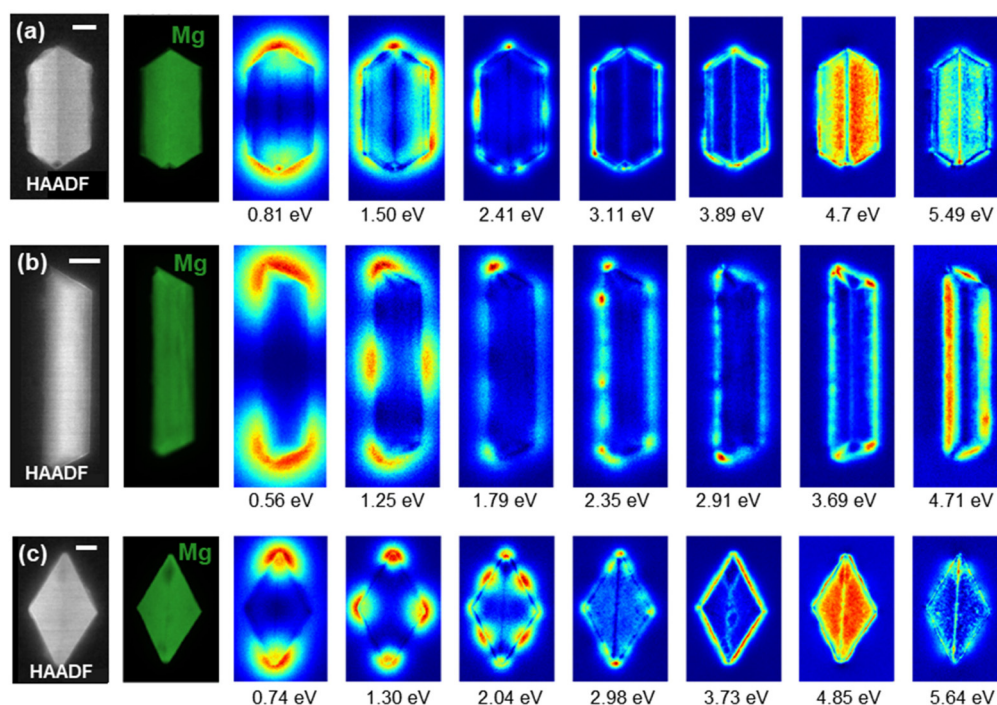 (a)
Mg
HAADF
0.81 eV 1.50 eV 2.41 eV 3.11 eV 3.89 eV 4.7 eV 5.49 eV
(b)
Mg
HAADF
0.56 eV 1.25 eV 1.79 eV 2.35 eV 2.91 eV 3.69 eV 4.71 eV
(c)
Mg
HAADF
0.74 eV 1.30 eV 2.04 eV 2.98 eV 3.73 eV 4.85 eV 5.64 eV